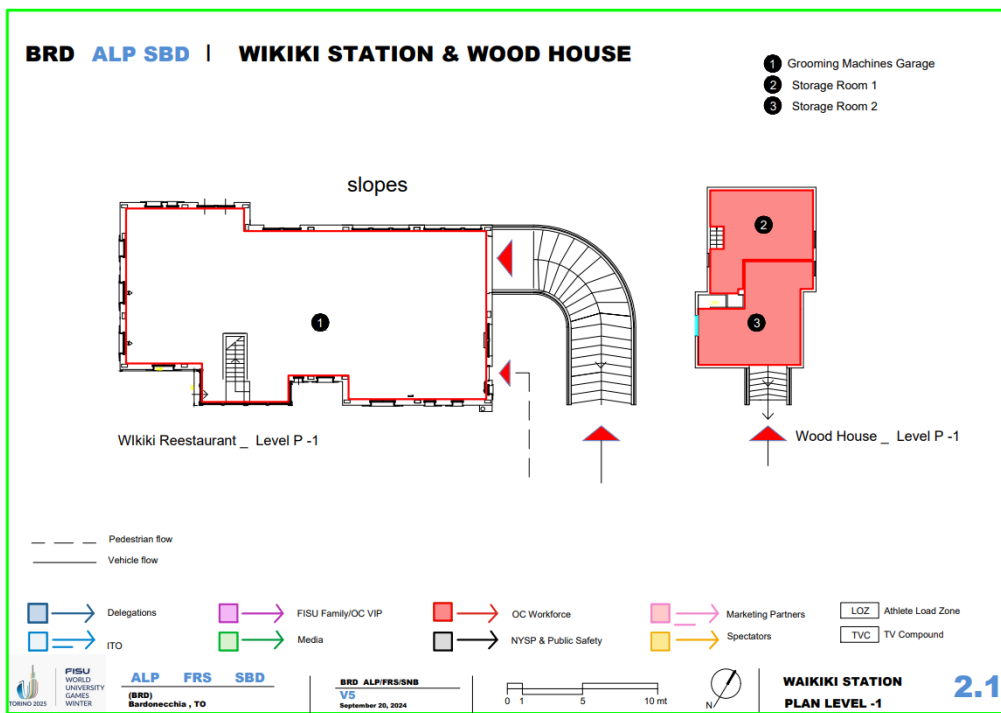 BRD ALP SBD | WIKIKI STATION & WOOD HOUSE
1 Grooming Machines Garage
2 Storage Room 1
3 Storage Room 2
slopes
2
1
3
WIkiki Reestaurant _ Level P -1
Wood House _ Level P -1
Pedestrian flow
Vehicle flow
Delegations
FISU Family/OC VIP
OC Workforce
Marketing Partners
LOZ Athlete Load Zone
ITO
Media
NYSP & Public Safety
Spectators
TVC TV Compound
TORINO 2025
FISU
WORLD
UNIVERSITY
GAMES
WINTER
ALP FRS SBD
(BRD)
Bardonecchia , TO
BRD ALP/FRS/SNB
V5
September 20, 2024
0 1 5 10 mt
N
WAIKIKI STATION
PLAN LEVEL -1
2.1